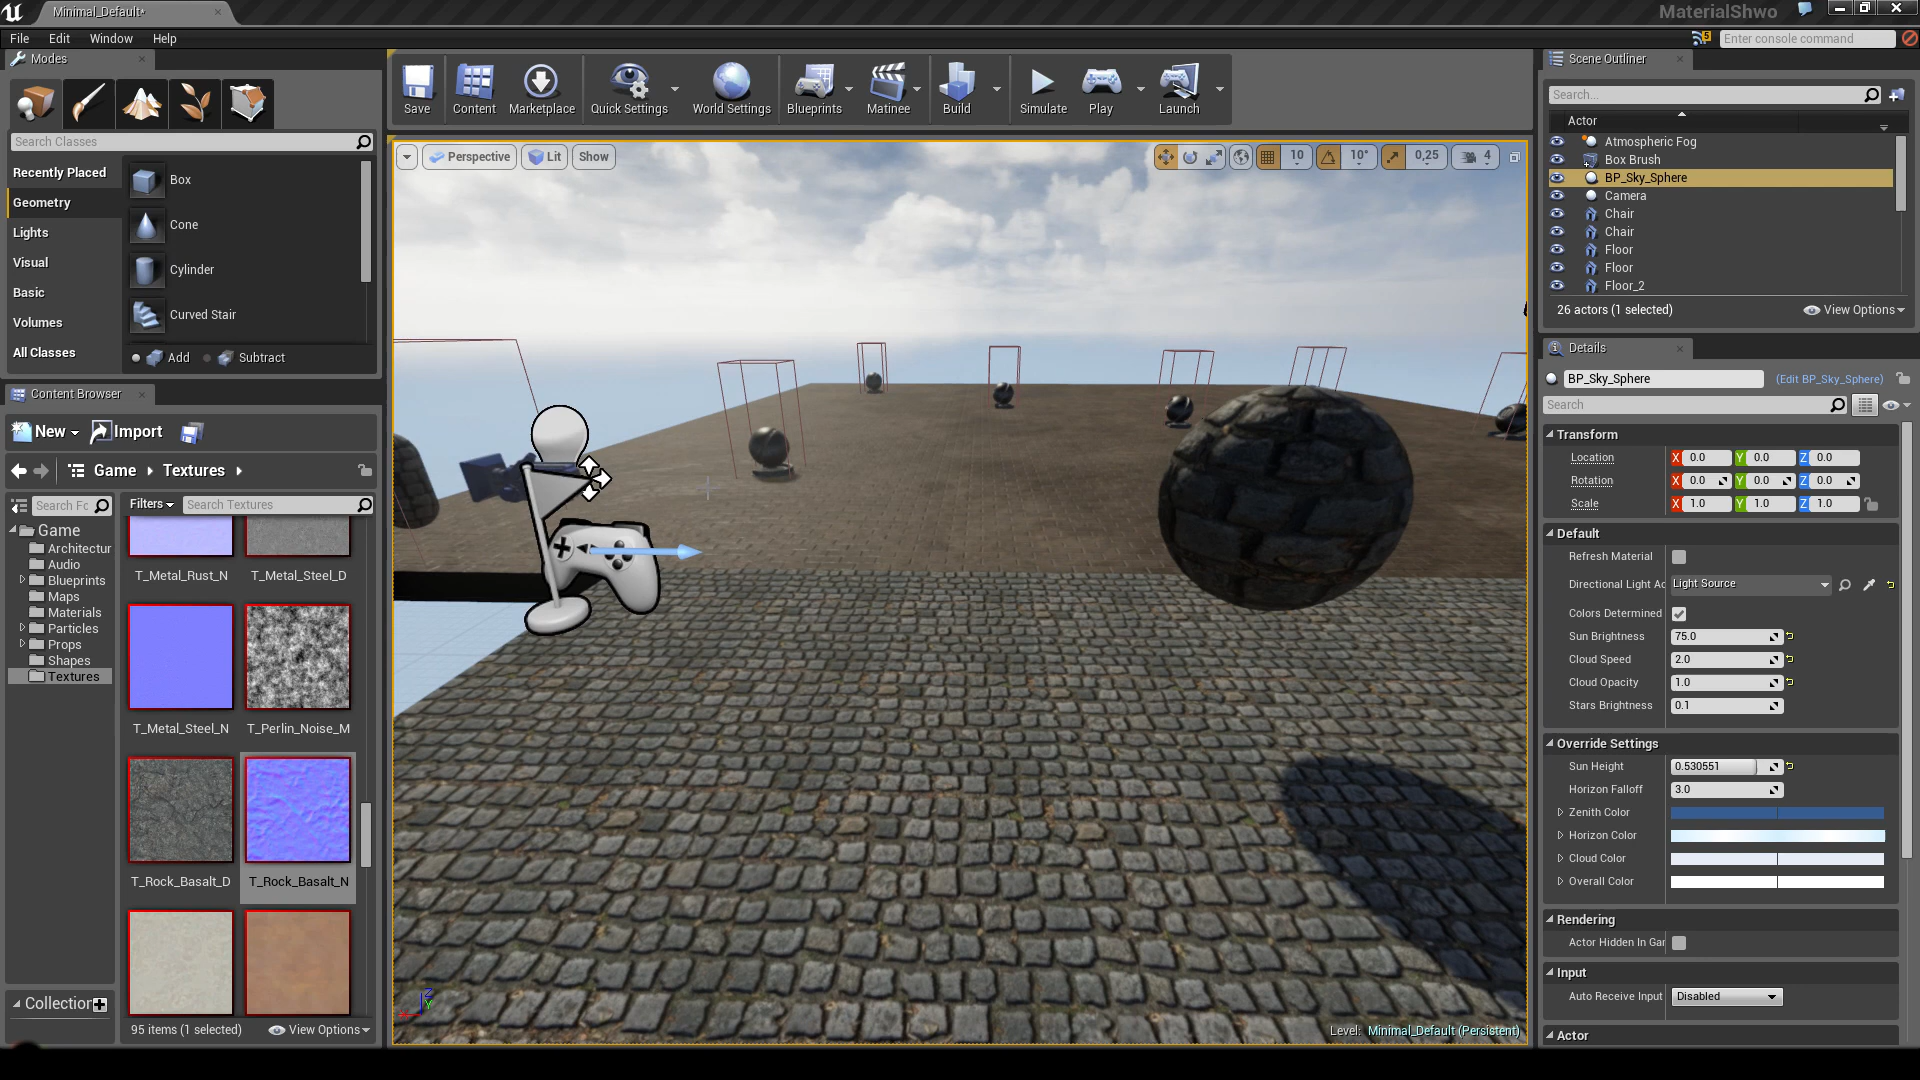 Minimal_Default*
MaterialShwo
File Edit Window Help
5
Enter console command
Modes
Search Classes
Recently Placed
Geometry
Lights
Visual
Basic
Volumes
All Classes
Box
Cone
Cylinder
Curved Stair
Add Subtract
Save Content Marketplace Quick Settings World Settings Blueprints Matinee Build Simulate Play Launch
Perspective Lit Show
10 10° 0,25 4
Content Browser
New Import
Game Textures
Search Fc
Filters Search Textures
Game
Architectur
Audio
Blueprints
Maps
Materials
Particles
Props
Shapes
Textures
T_Metal_Rust_N T_Metal_Steel_D
T_Metal_Steel_N T_Perlin_Noise_M
T_Rock_Basalt_D T_Rock_Basalt_N
Collection
95 items (1 selected) View Options
Z
Y
Level: Minimal_Default (Persistent)
Scene Outliner
Search...
Actor
Atmospheric Fog
Box Brush
BP_Sky_Sphere
Camera
Chair
Chair
Floor
Floor
Floor_2
26 actors (1 selected) View Options
Details
BP_Sky_Sphere (Edit BP_Sky_Sphere)
Search
Transform
Location X 0.0 Y 0.0 Z 0.0
Rotation X 0.0 Y 0.0 Z 0.0
Scale X 1.0 Y 1.0 Z 1.0
Default
Refresh Material
Directional Light Ac Light Source
Colors Determined
Sun Brightness 75.0
Cloud Speed 2.0
Cloud Opacity 1.0
Stars Brightness 0.1
Override Settings
Sun Height 0.530551
Horizon Falloff 3.0
Zenith Color
Horizon Color
Cloud Color
Overall Color
Rendering
Actor Hidden In Gar
Input
Auto Receive Input Disabled
Actor